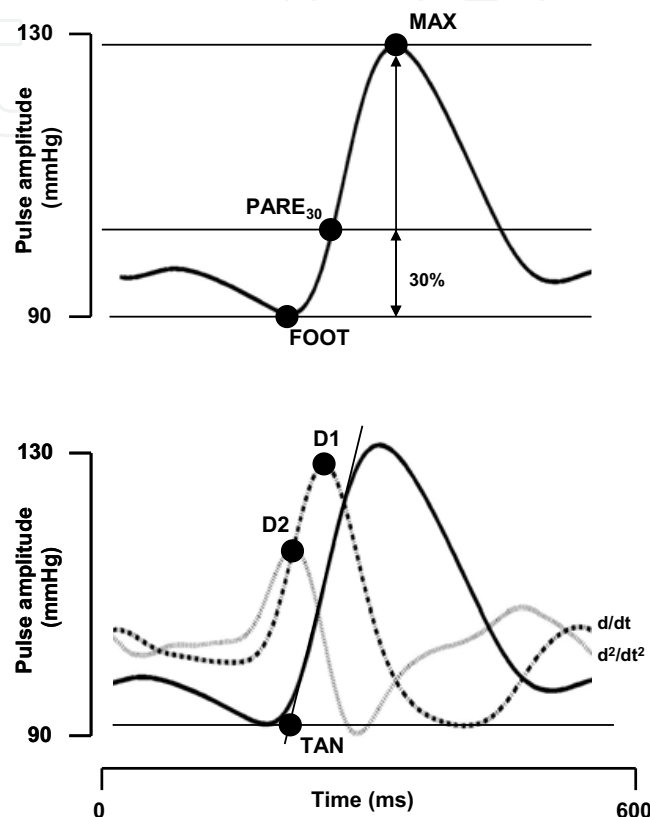 MAX
130
Pulse amplitude
(mmHg)
PARE30
30%
90
FOOT
D1
130
D2
Pulse amplitude
(mmHg)
d/dt
d²/dt²
90
TAN
0
Time (ms)
600